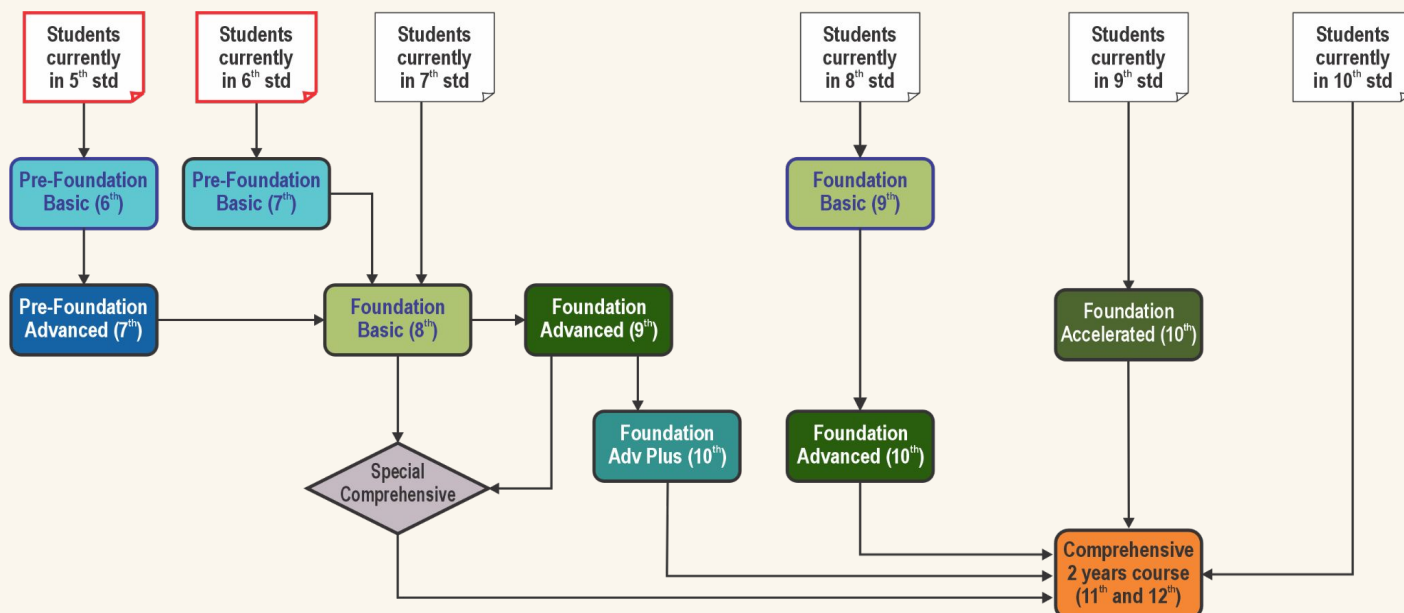 Students
currently
in 5th std
Students
currently
in 6th std
Students
currently
in 7th std
Students
currently
in 8th std
Students
currently
in 9th std
Students
currently
in 10th std
Pre-Foundation
Basic (6th)
Pre-Foundation
Basic (7th)
Foundation
Basic (9th)
Pre-Foundation
Advanced (7th)
Foundation
Basic (8th)
Foundation
Advanced (9th)
Foundation
Accelerated (10th)
Foundation
Adv Plus (10th)
Foundation
Advanced (10th)
Special
Comprehensive
Comprehensive
2 years course
(11th and 12th)